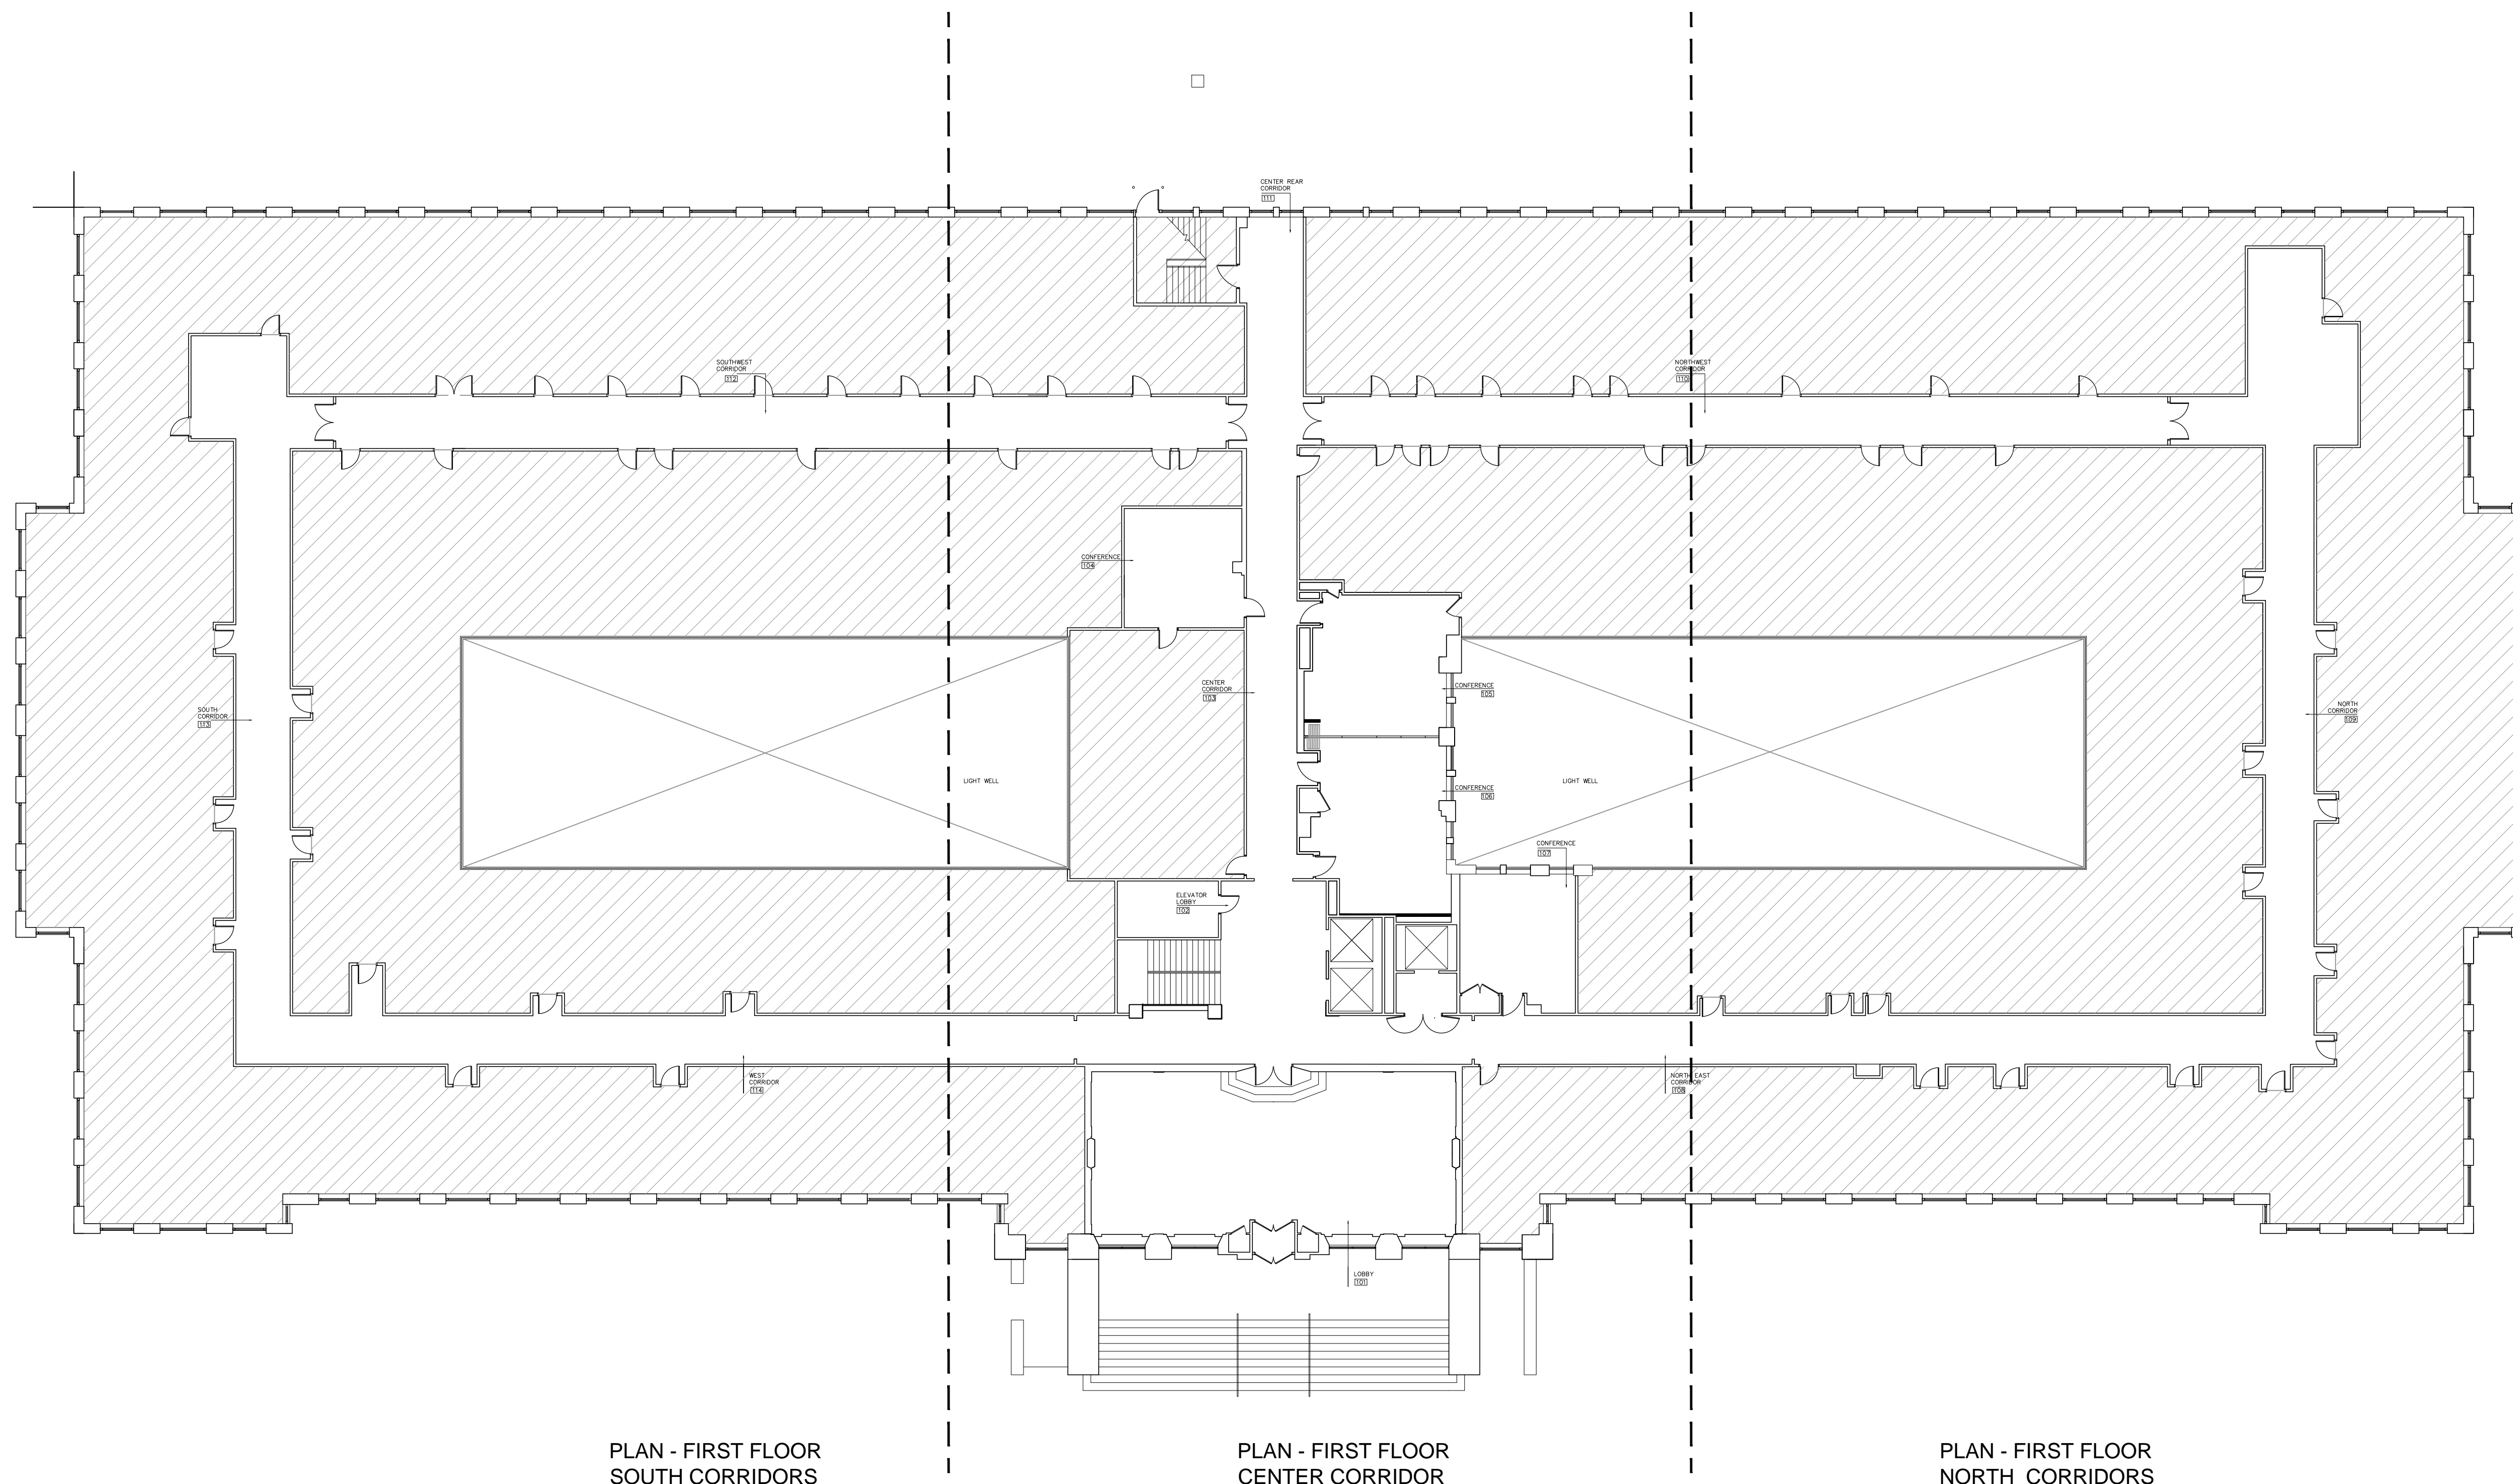 CENTER REAR
CORRIDOR
111
SOUTHWEST
CORRIDOR
112
NORTHWEST
CORRIDOR
110
CONFERENCE
104
CENTER
CORRIDOR
103
CONFERENCE
105
SOUTH
CORRIDOR
113
NORTH
CORRIDOR
109
LIGHT WELL
LIGHT WELL
CONFERENCE
106
CONFERENCE
107
ELEVATOR
LOBBY
102
WEST
CORRIDOR
114
NORTH EAST
CORRIDOR
108
LOBBY
101
PLAN - FIRST FLOOR
SOUTH CORRIDORS
PLAN - FIRST FLOOR
CENTER CORRIDOR
PLAN - FIRST FLOOR
NORTH CORRIDORS